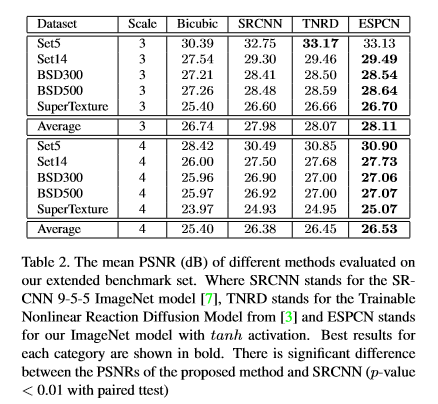 Dataset Scale Bicubic SRCNN TNRD ESPCN
Set5 3 30.39 32.75 33.17 33.13
Set14 3 27.54 29.30 29.46 29.49
BSD300 3 27.21 28.41 28.50 28.54
BSD500 3 27.26 28.48 28.59 28.64
SuperTexture 3 25.40 26.60 26.66 26.70
Average 3 26.74 27.98 28.07 28.11
Set5 4 28.42 30.49 30.85 30.90
Set14 4 26.00 27.50 27.68 27.73
BSD300 4 25.96 26.90 27.00 27.06
BSD500 4 25.97 26.92 27.00 27.07
SuperTexture 4 23.97 24.93 24.95 25.07
Average 4 25.40 26.38 26.45 26.53
Table 2. The mean PSNR (dB) of different methods evaluated on
our extended benchmark set. Where SRCNN stands for the SR-
CNN 9-5-5 ImageNet model [7], TNRD stands for the Trainable
Nonlinear Reaction Diffusion Model from [3] and ESPCN stands
for our ImageNet model with tanh activation. Best results for
each category are shown in bold. There is significant difference
between the PSNRs of the proposed method and SRCNN (p-value
< 0.01 with paired ttest)